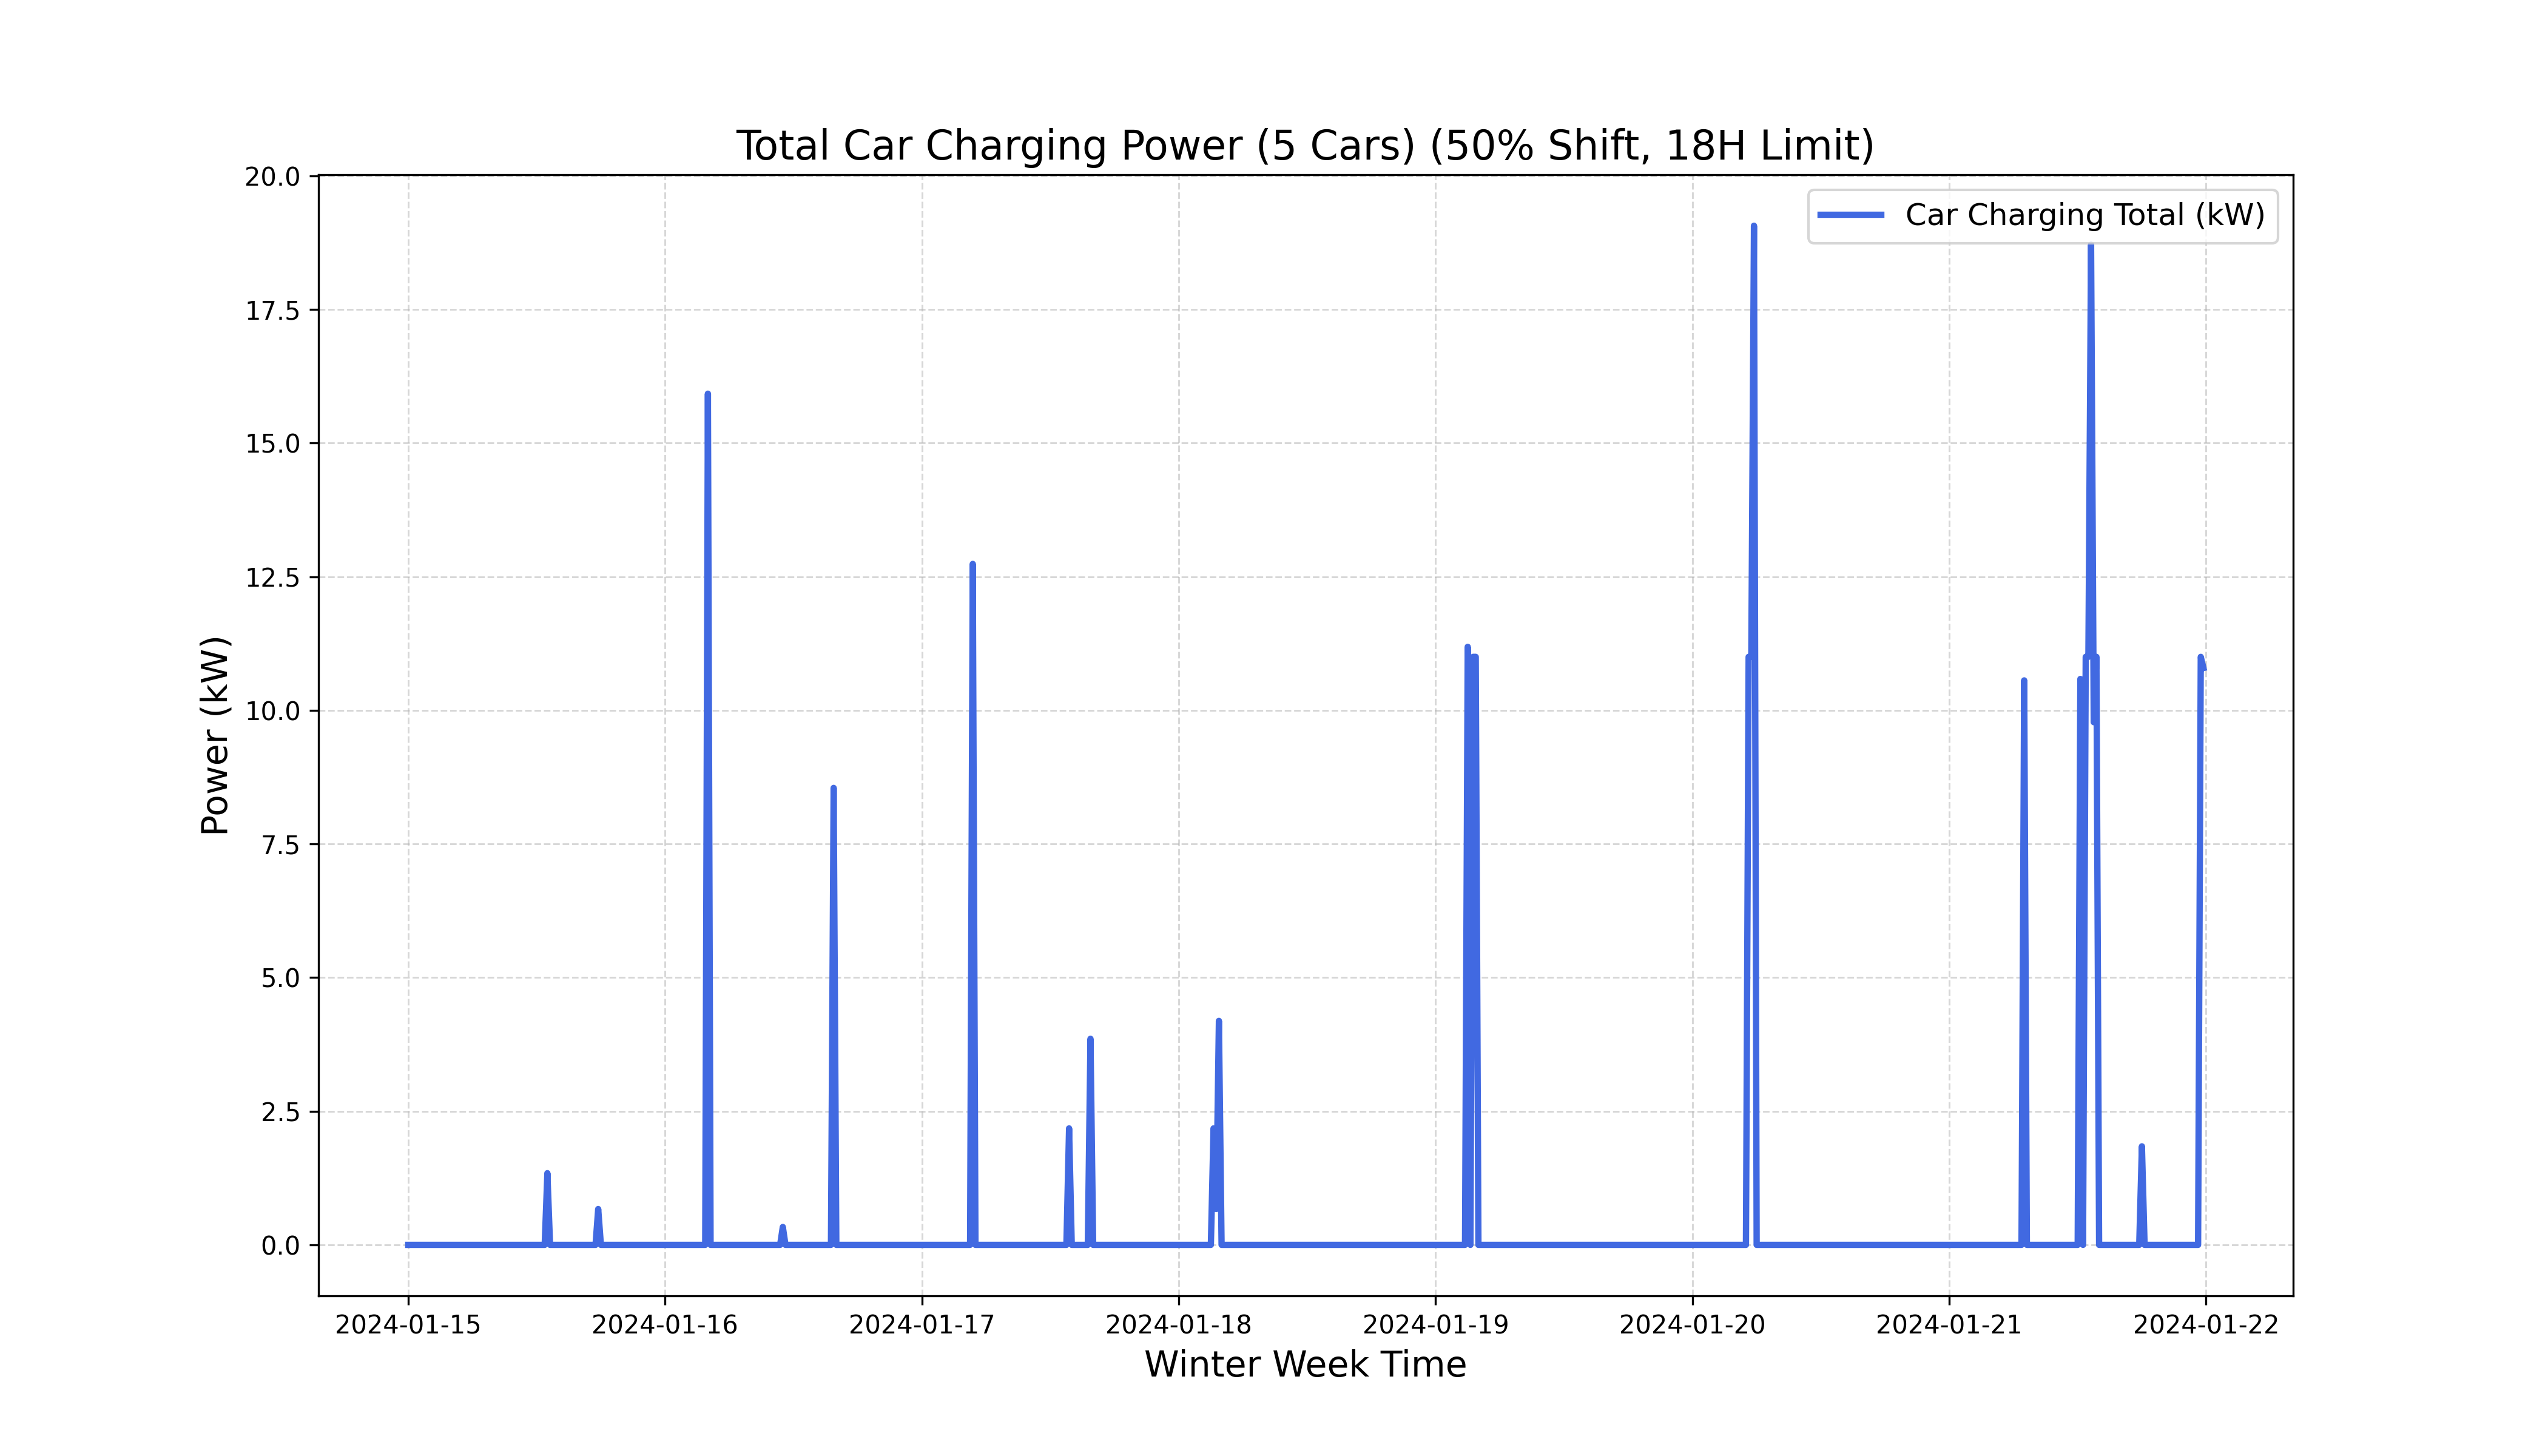 Total Car Charging Power (5 Cars) (50% Shift, 18H Limit)
Car Charging Total (kW)
Power (kW)
20.0
17.5
15.0
12.5
10.0
7.5
5.0
2.5
0.0
2024-01-15 2024-01-16 2024-01-17 2024-01-18 2024-01-19 2024-01-20 2024-01-21 2024-01-22
Winter Week Time